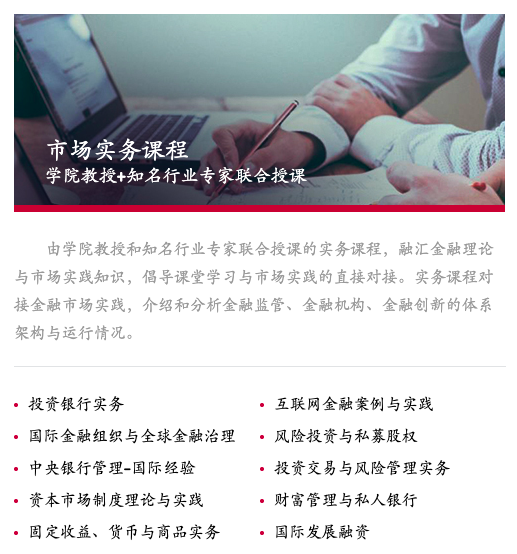 市场实务课程
学院教授+知名行业专家联合授课
由学院教授和知名行业专家联合授课的实务课程，融汇金融理论
与市场实践知识，倡导课堂学习与市场实践的直接对接。实务课程对
接金融市场实践，介绍和分析金融监管、金融机构、金融创新的体系
架构与运行情况。
• 投资银行实务
• 国际金融组织与全球金融治理
• 中央银行管理-国际经验
• 资本市场制度理论与实践
• 固定收益、货币与商品实务
• 互联网金融案例与实践
• 风险投资与私募股权
• 投资交易与风险管理实务
• 财富管理与私人银行
• 国际发展融资